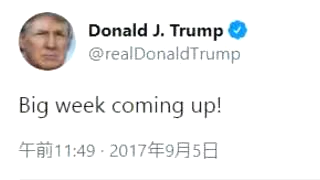 Donald J. Trump
@realDonaldTrump
Big week coming up!
午前11:49 · 2017年9月5日